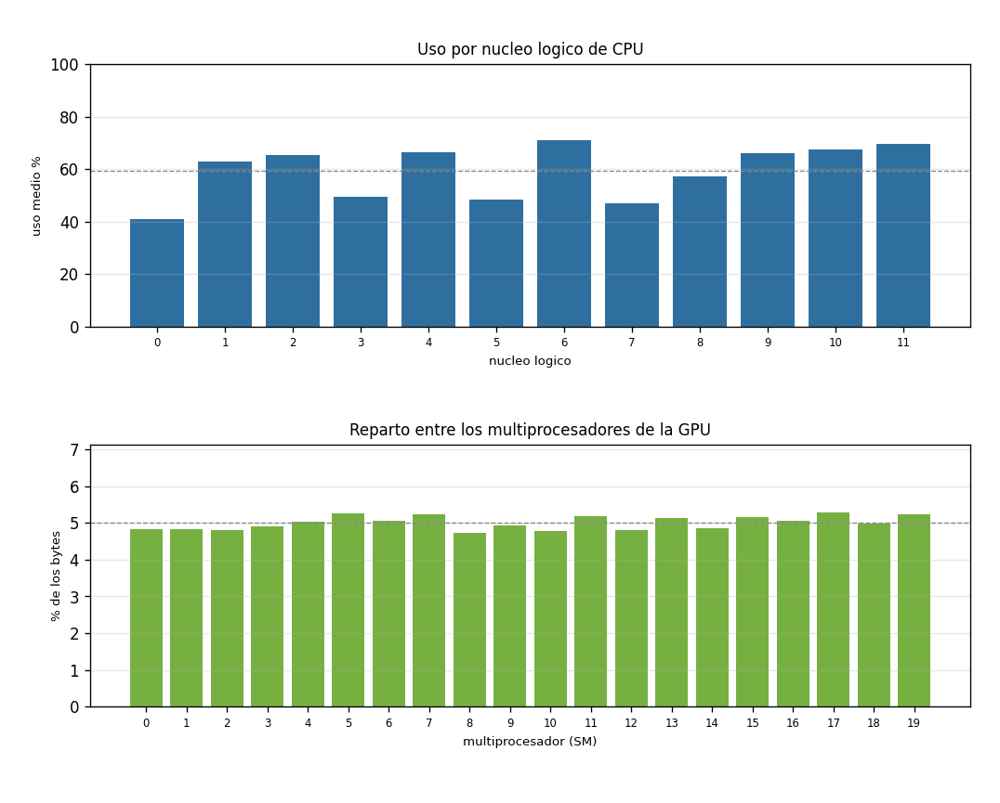 Uso por nucleo logico de CPU
100
80
60
40
20
0
uso medio %
0 1 2 3 4 5 6 7 8 9 10 11
nucleo logico
Reparto entre los multiprocesadores de la GPU
7
6
5
4
3
2
1
0
% de los bytes
0 1 2 3 4 5 6 7 8 9 10 11 12 13 14 15 16 17 18 19
multiprocesador (SM)